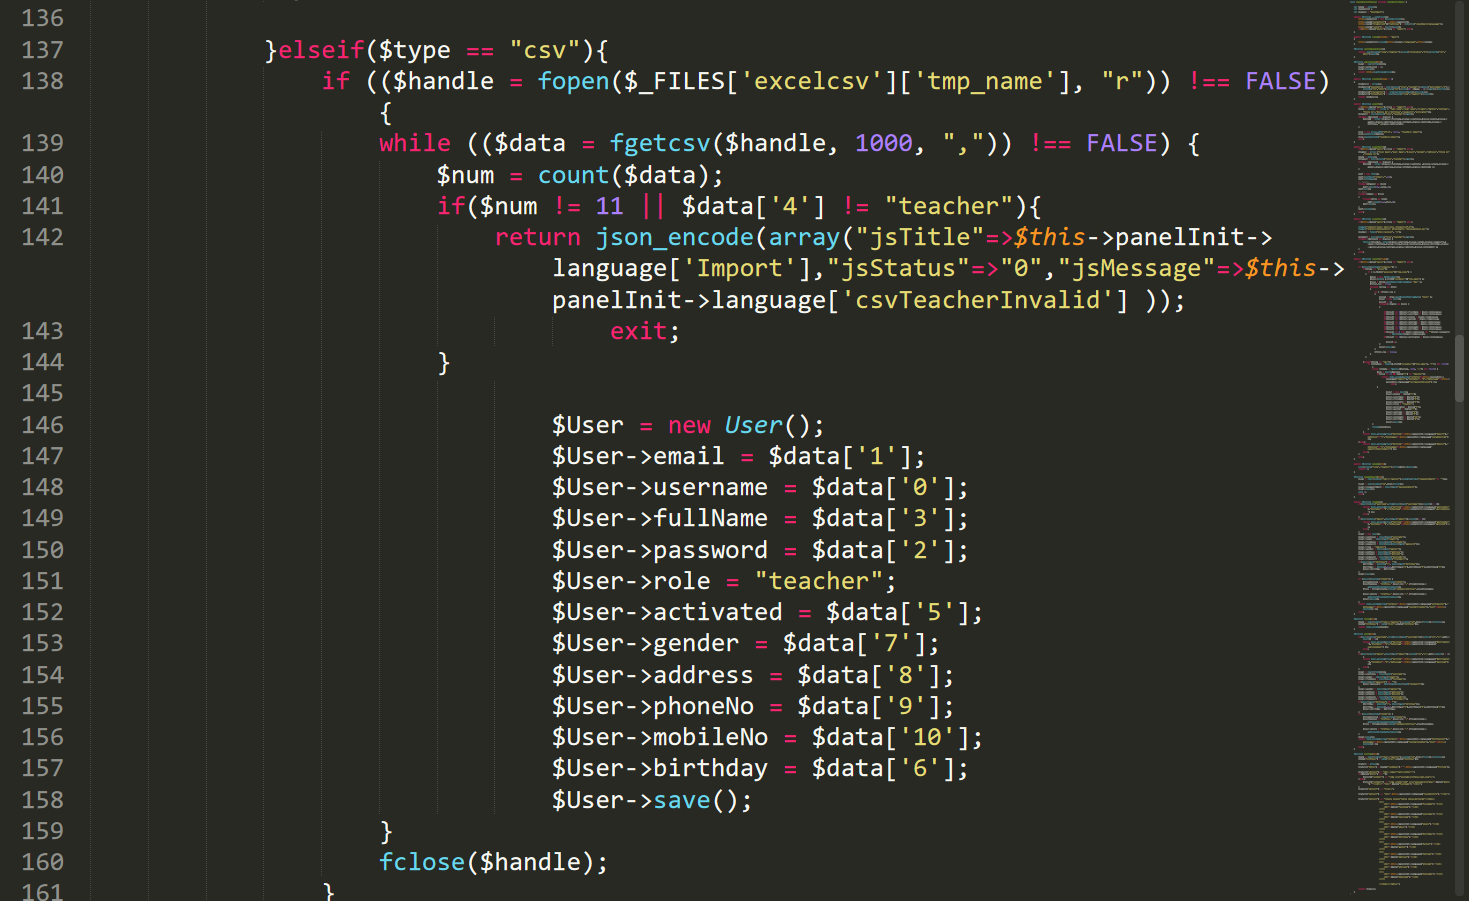 136
137 }elseif($type == "csv"){
138 if (($handle = fopen($_FILES['excelcsv']['tmp_name'], "r")) !== FALSE)
{
139 while (($data = fgetcsv($handle, 1000, ",")) !== FALSE) {
140 $num = count($data);
141 if($num != 11 || $data['4'] != "teacher"){
142 return json_encode(array("jsTitle"=>$this->panelInit->
language['Import'],"jsStatus"=>"0","jsMessage"=>$this->
panelInit->language['csvTeacherInvalid'] ));
143 exit;
144 }
145
146 $User = new User();
147 $User->email = $data['1'];
148 $User->username = $data['0'];
149 $User->fullName = $data['3'];
150 $User->password = $data['2'];
151 $User->role = "teacher";
152 $User->activated = $data['5'];
153 $User->gender = $data['7'];
154 $User->address = $data['8'];
155 $User->phoneNo = $data['9'];
156 $User->mobileNo = $data['10'];
157 $User->birthday = $data['6'];
158 $User->save();
159 }
160 fclose($handle);
161 }